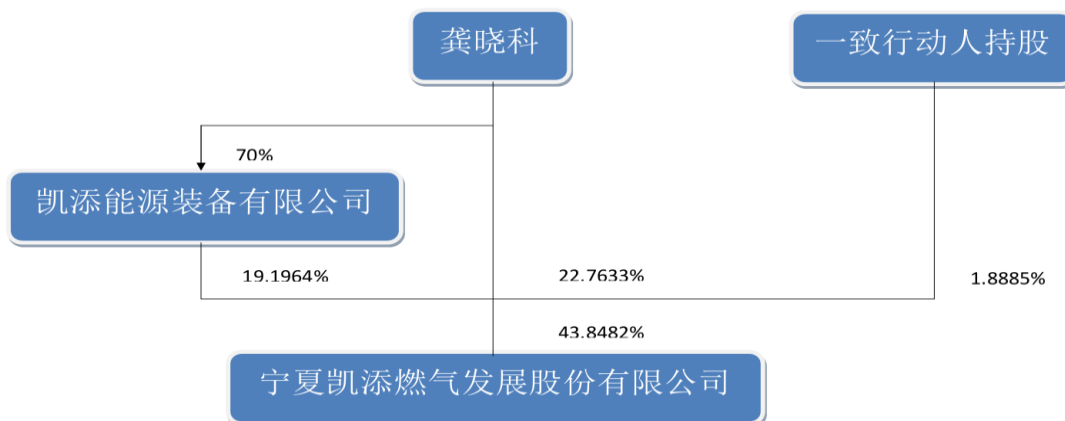 龚晓科
一致行动人持股
70%
凯添能源装备有限公司
19.1964%
22.7633%
1.8885%
43.8482%
宁夏凯添燃气发展股份有限公司